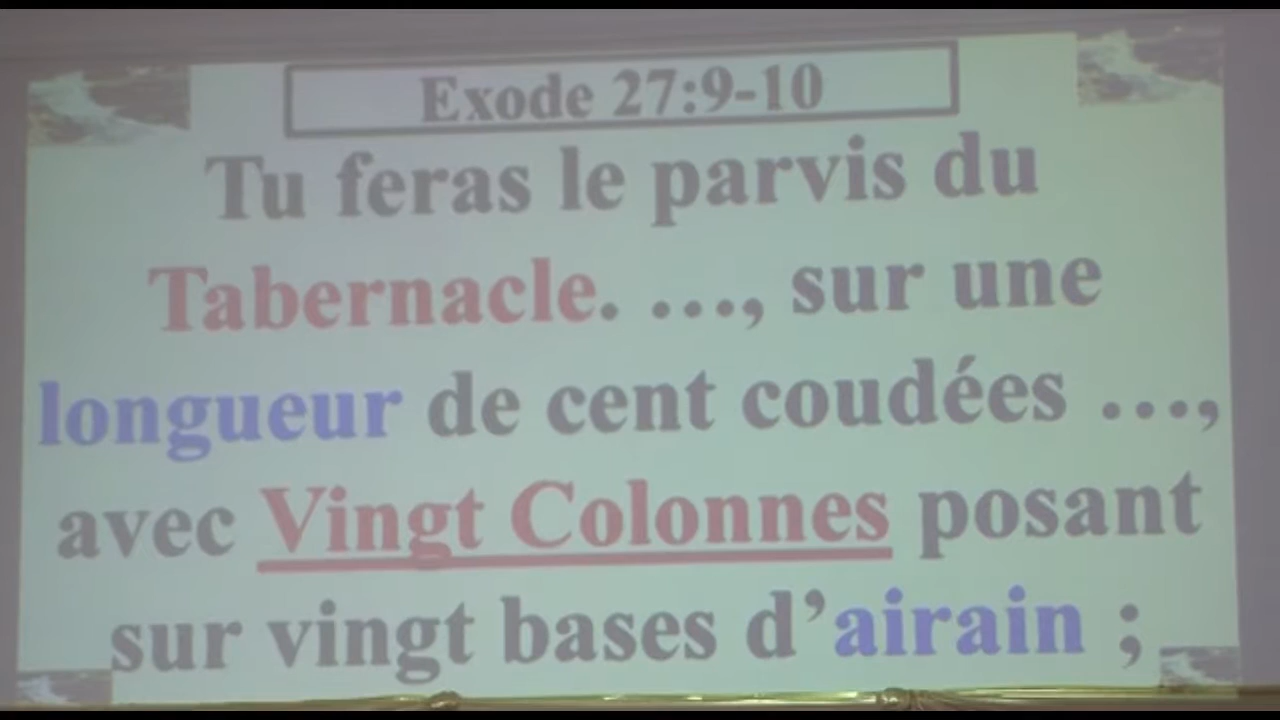 Exode 27:9-10
Tu feras le parvis du
Tabernacle. …, sur une
longueur de cent coudées …,
avec Vingt Colonnes posant
sur vingt bases d’airain ;